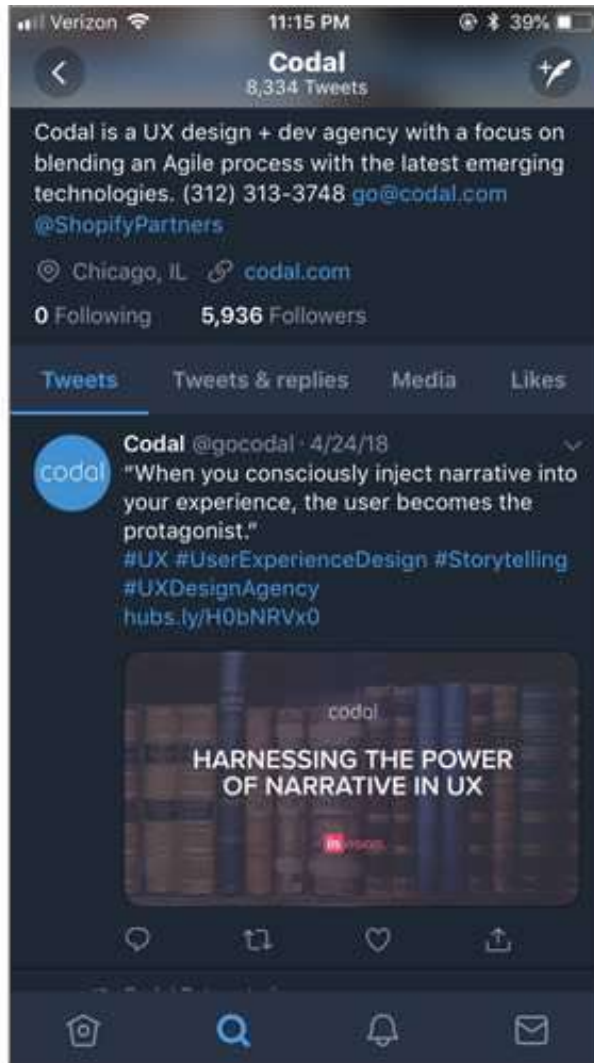 Verizon 11:15 PM 39%
Codal
8,334 Tweets
Codal is a UX design + dev agency with a focus on
blending an Agile process with the latest emerging
technologies. (312) 313-3748 go@codal.com
@ShopifyPartners
Chicago, IL codal.com
0 Following 5,936 Followers
Tweets Tweets & replies Media Likes
codal
Codal @gocodal · 4/24/18
“When you consciously inject narrative into
your experience, the user becomes the
protagonist.”
#UX #UserExperienceDesign #Storytelling
#UXDesignAgency
hubs.ly/H0bNRVx0
codal
HARNESSING THE POWER
OF NARRATIVE IN UX
invision